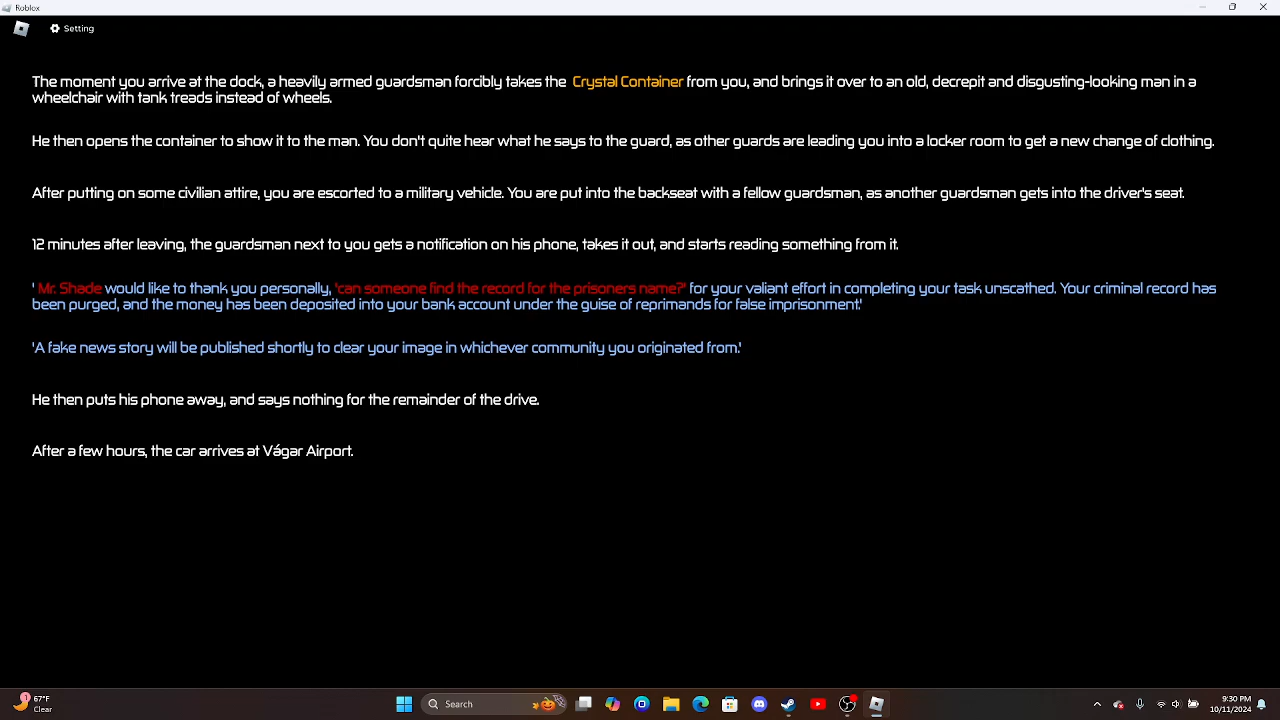 Roblox
Setting
The moment you arrive at the dock, a heavily armed guardsman forcibly takes the Crystal Container from you, and brings it over to an old, decrepit and disgusting-looking man in a
wheelchair with tank treads instead of wheels.
He then opens the container to show it to the man. You don't quite hear what he says to the guard, as other guards are leading you into a locker room to get a new change of clothing.
After putting on some civilian attire, you are escorted to a military vehicle. You are put into the backseat with a fellow guardsman, as another guardsman gets into the driver's seat.
12 minutes after leaving, the guardsman next to you gets a notification on his phone, takes it out, and starts reading something from it.
' Mr. Shade would like to thank you personally, 'can someone find the record for the prisoners name?' for your valiant effort in completing your task unscathed. Your criminal record has
been purged, and the money has been deposited into your bank account under the guise of reprimands for false imprisonment.'
'A fake news story will be published shortly to clear your image in whichever community you originated from.'
He then puts his phone away, and says nothing for the remainder of the drive.
After a few hours, the car arrives at Vágar Airport.
67°F
Clear
Search
9:30 PM
10/11/2024